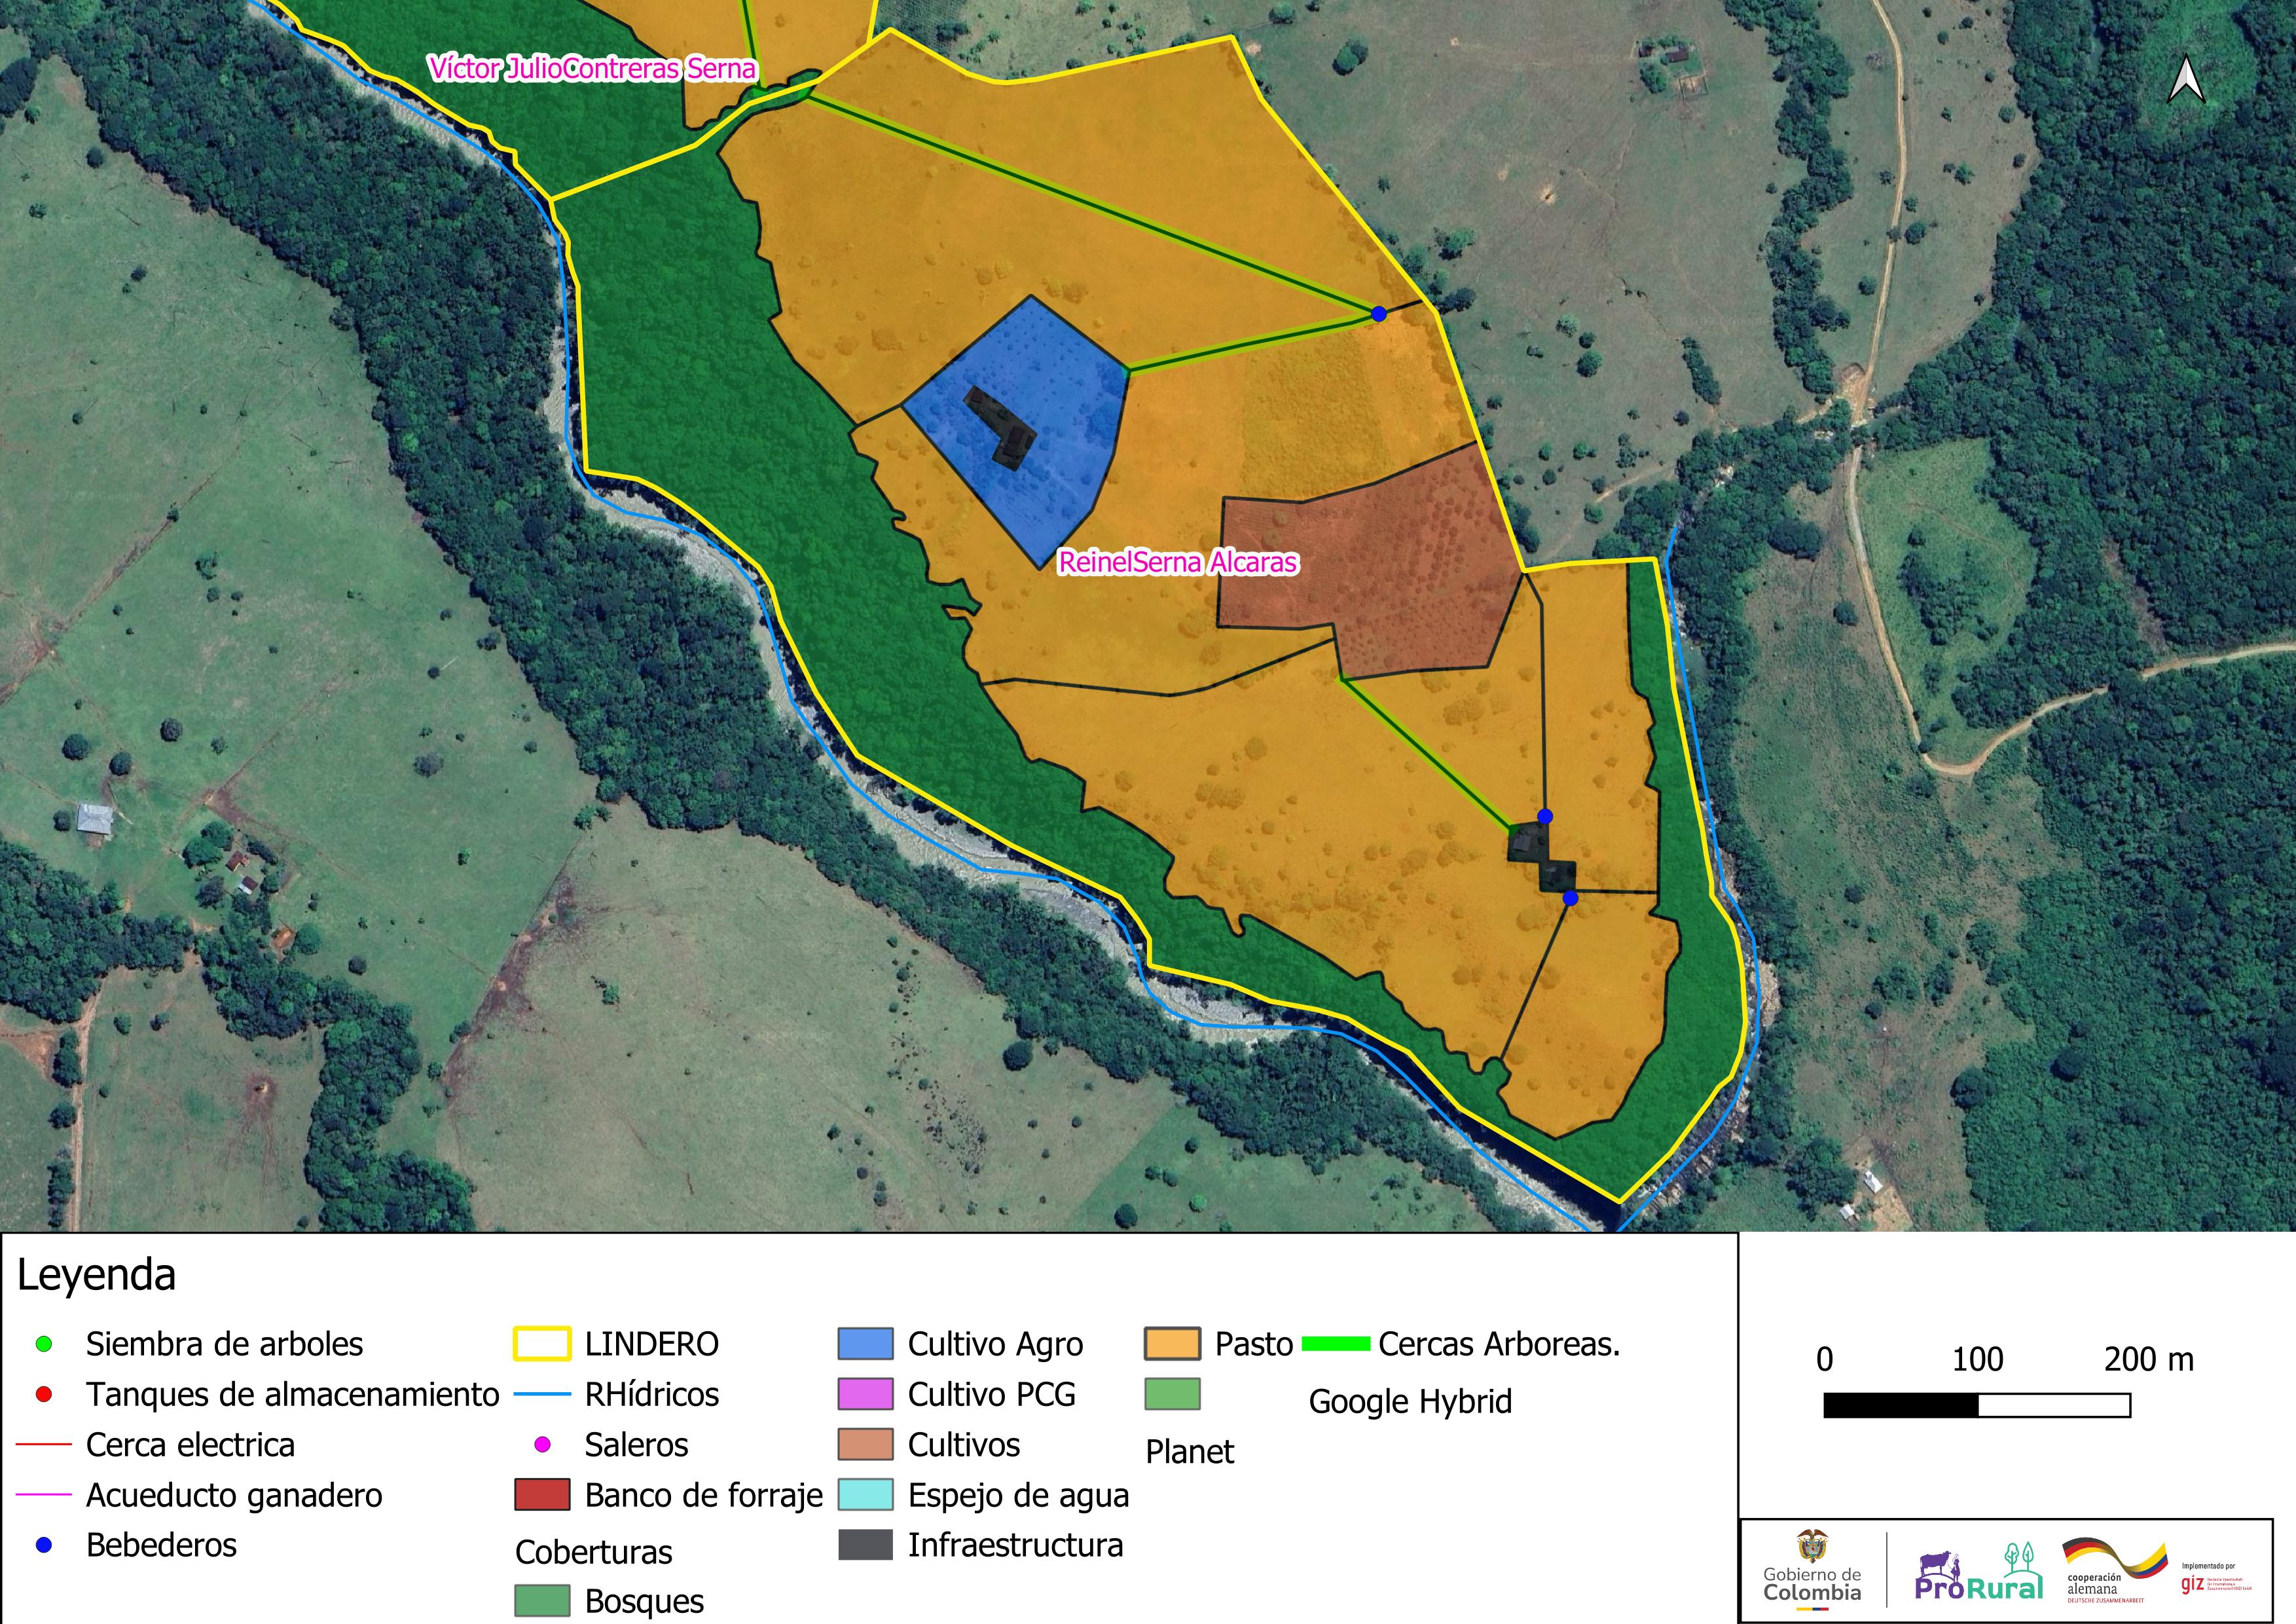 Víctor JulioContreras Serna
ReinelSerna Alcaras
Leyenda
Siembra de arboles
Tanques de almacenamiento
Cerca electrica
Acueducto ganadero
Bebederos
LINDERO
RHídricos
Saleros
Banco de forraje
Coberturas
Bosques
Cultivo Agro
Cultivo PCG
Cultivos
Espejo de agua
Infraestructura
Pasto
Planet
Cercas Arboreas.
Google Hybrid
0 100 200 m
Gobierno de
Colombia
ProRural
cooperación
alemana
DEUTSCHE ZUSAMMENARBEIT
Implementado por
giz